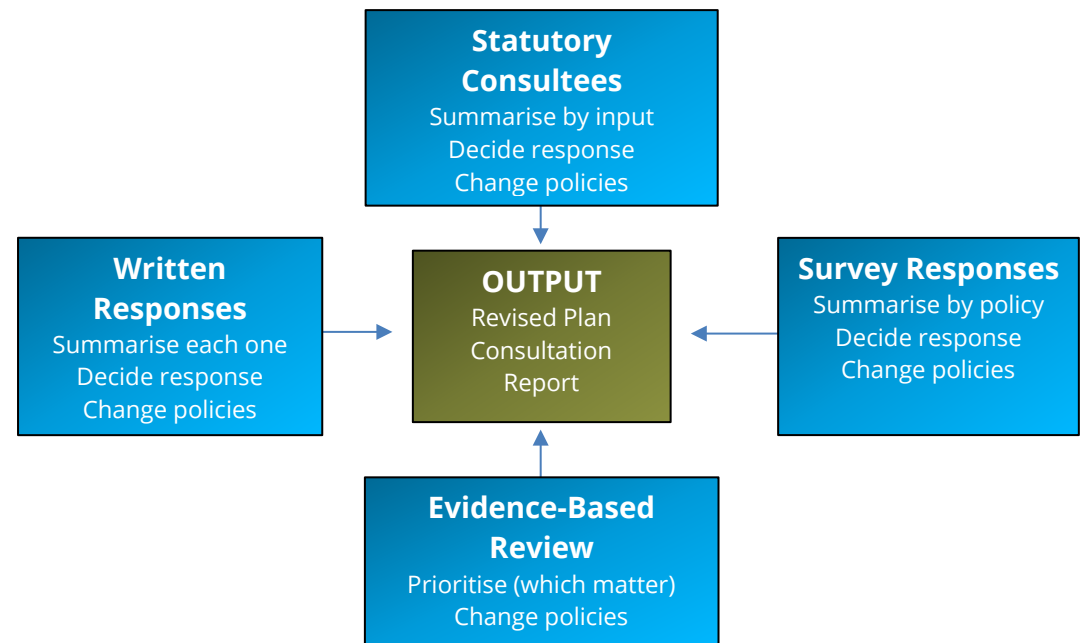 Statutory
Consultees
Summarise by input
Decide response
Change policies
Written
Responses
Summarise each one
Decide response
Change policies
OUTPUT
Revised Plan
Consultation
Report
Survey Responses
Summarise by policy
Decide response
Change policies
Evidence-Based
Review
Prioritise (which matter)
Change policies